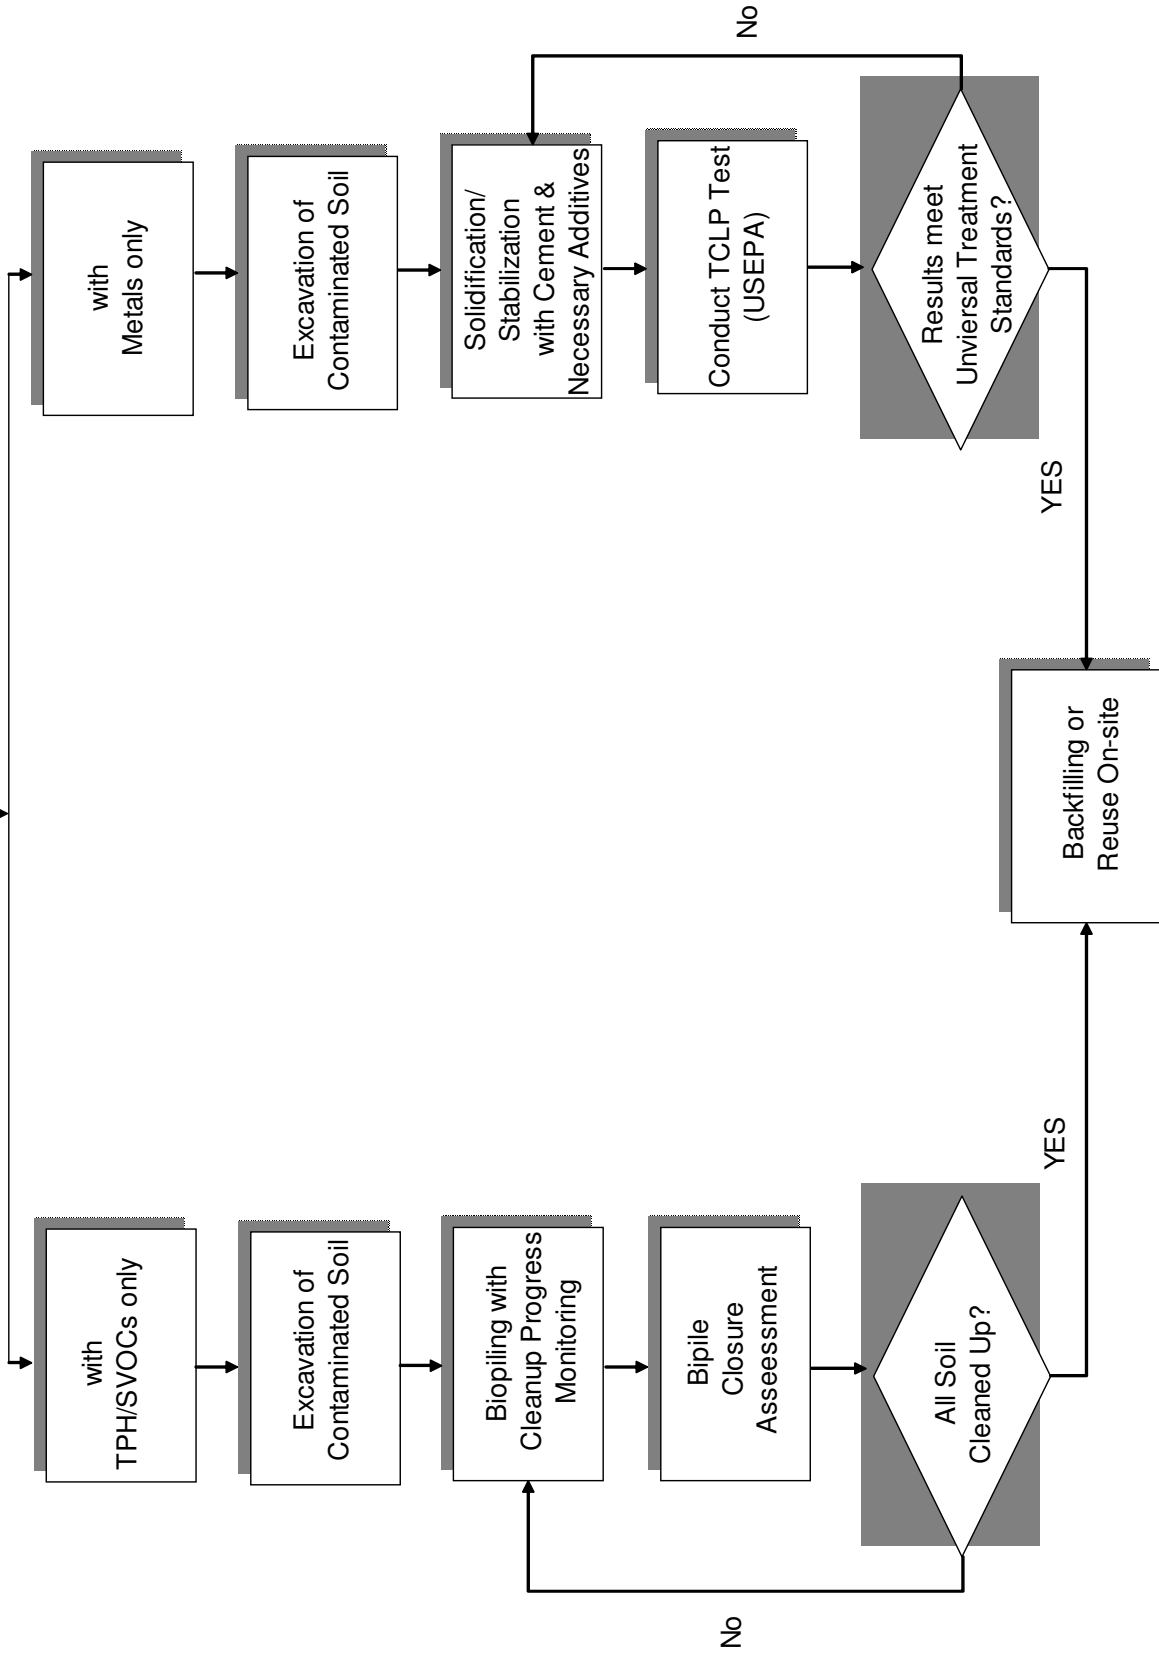 with
TPH/SVOCs only
Excavation of
Contaminated Soil
Biopiling with
Cleanup Progress
Monitoring
Bipile
Closure
Asseessment
All Soil
Cleaned Up?
No
YES
with
Metals only
Excavation of
Contaminated Soil
Solidification/
Stabilization
with Cement &
Necessary Additives
Conduct TCLP Test
(USEPA)
Results meet
Unviersal Treatment
Standards?
No
YES
Backfilling or
Reuse On-site